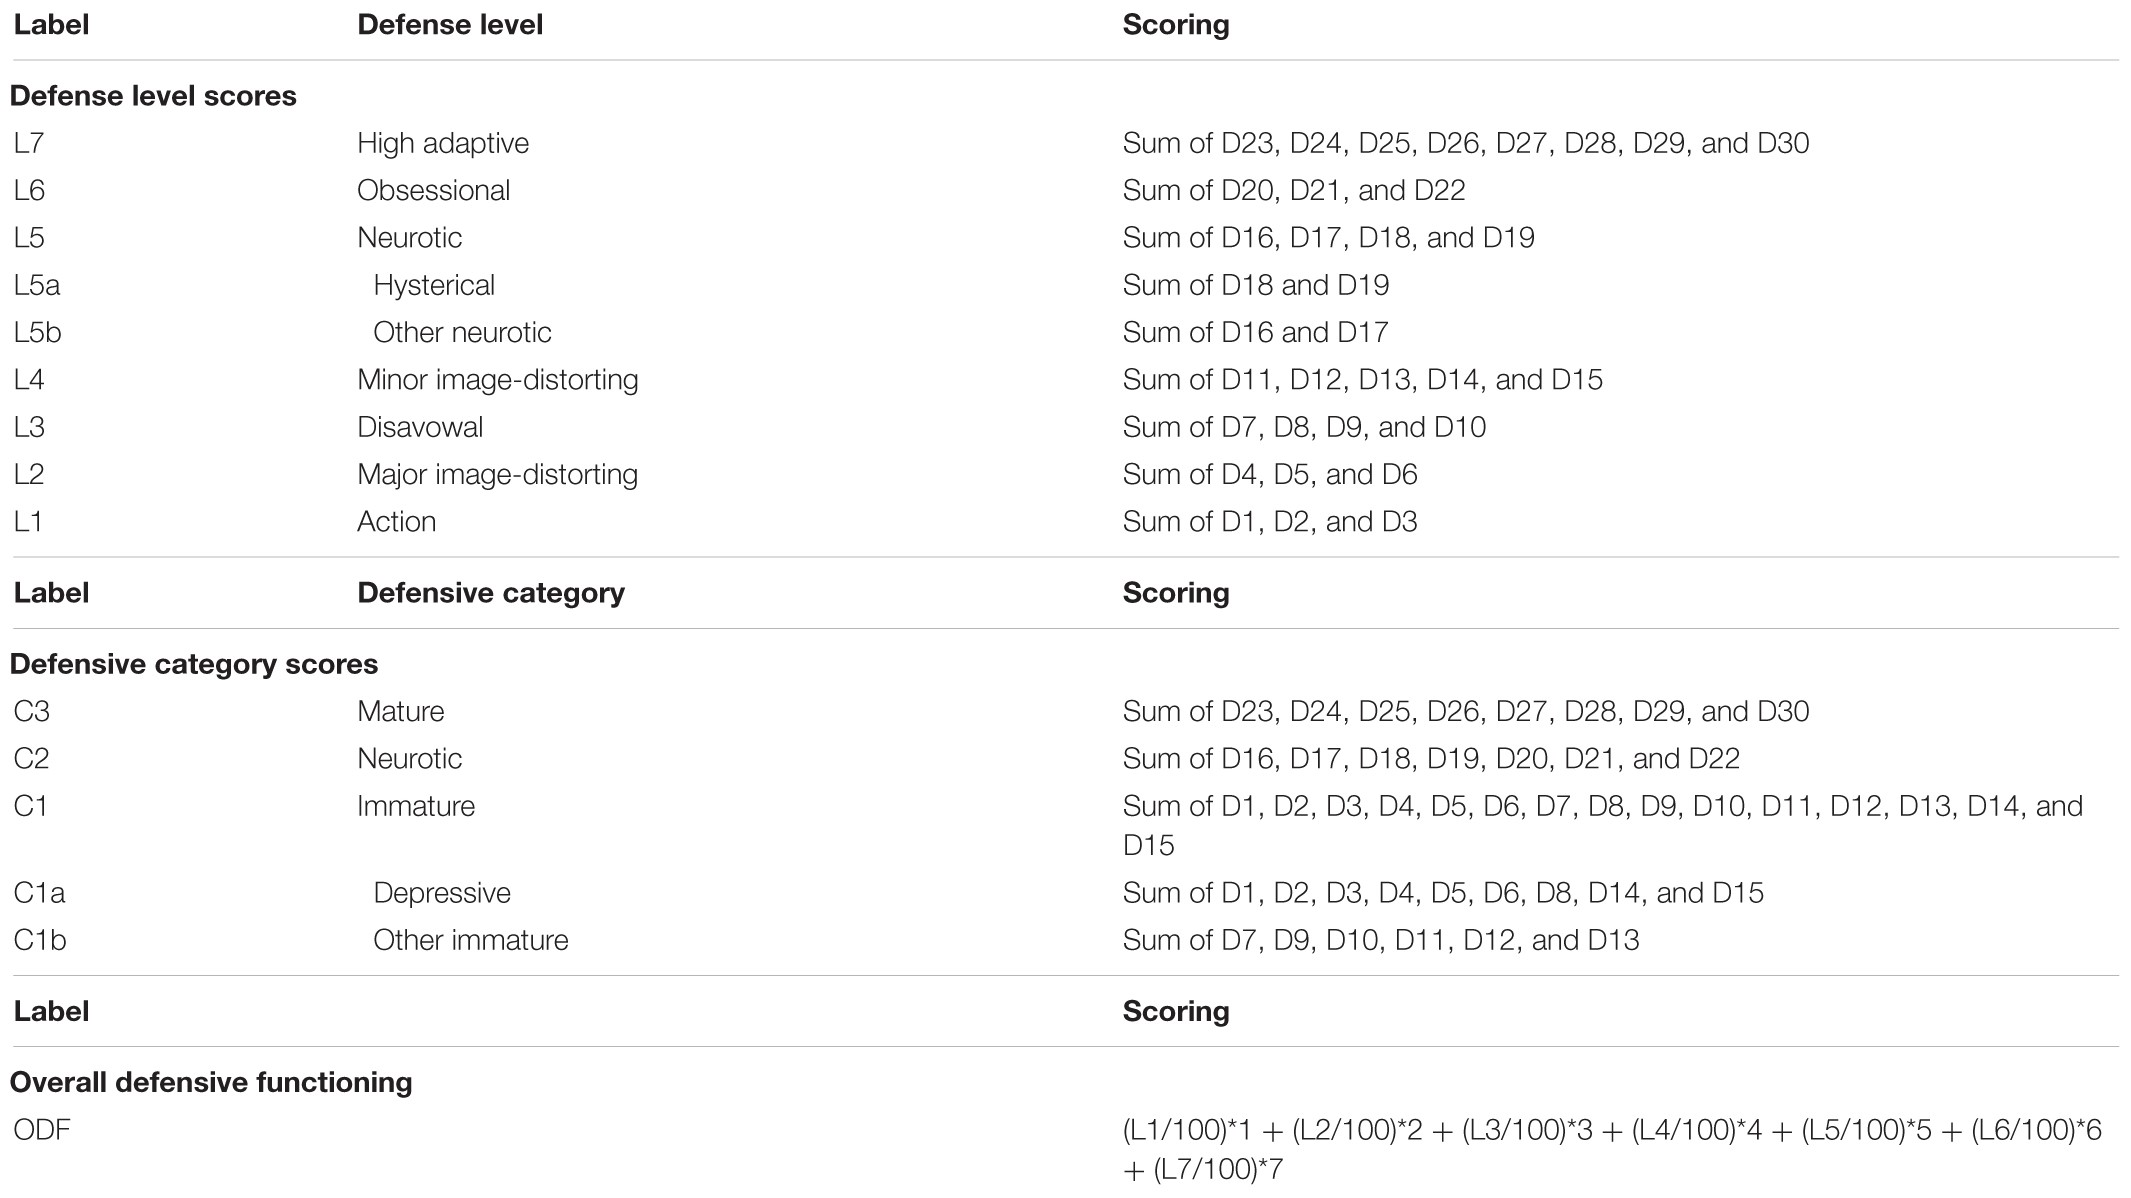 Label Defense level Scoring
Defense level scores
L7 High adaptive Sum of D23, D24, D25, D26, D27, D28, D29, and D30
L6 Obsessional Sum of D20, D21, and D22
L5 Neurotic Sum of D16, D17, D18, and D19
L5a Hysterical Sum of D18 and D19
L5b Other neurotic Sum of D16 and D17
L4 Minor image-distorting Sum of D11, D12, D13, D14, and D15
L3 Disavowal Sum of D7, D8, D9, and D10
L2 Major image-distorting Sum of D4, D5, and D6
L1 Action Sum of D1, D2, and D3
Label Defensive category Scoring
Defensive category scores
C3 Mature Sum of D23, D24, D25, D26, D27, D28, D29, and D30
C2 Neurotic Sum of D16, D17, D18, D19, D20, D21, and D22
C1 Immature Sum of D1, D2, D3, D4, D5, D6, D7, D8, D9, D10, D11, D12, D13, D14, and
D15
C1a Depressive Sum of D1, D2, D3, D4, D5, D6, D8, D14, and D15
C1b Other immature Sum of D7, D9, D10, D11, D12, and D13
Label Scoring
Overall defensive functioning
ODF (L1/100)*1 + (L2/100)*2 + (L3/100)*3 + (L4/100)*4 + (L5/100)*5 + (L6/100)*6
+ (L7/100)*7